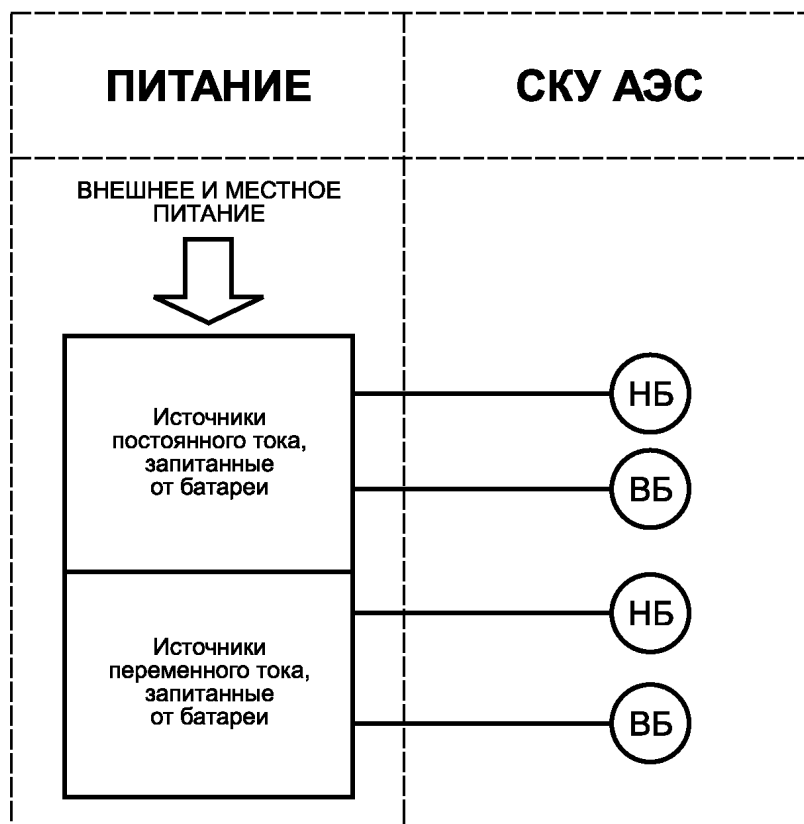 ПИТАНИЕ
СКУ АЭС
ВНЕШНЕЕ И МЕСТНОЕ
ПИТАНИЕ
Источники
постоянного тока,
запитанные
от батареи
НБ
ВБ
Источники
переменного тока,
запитанные
от батареи
НБ
ВБ